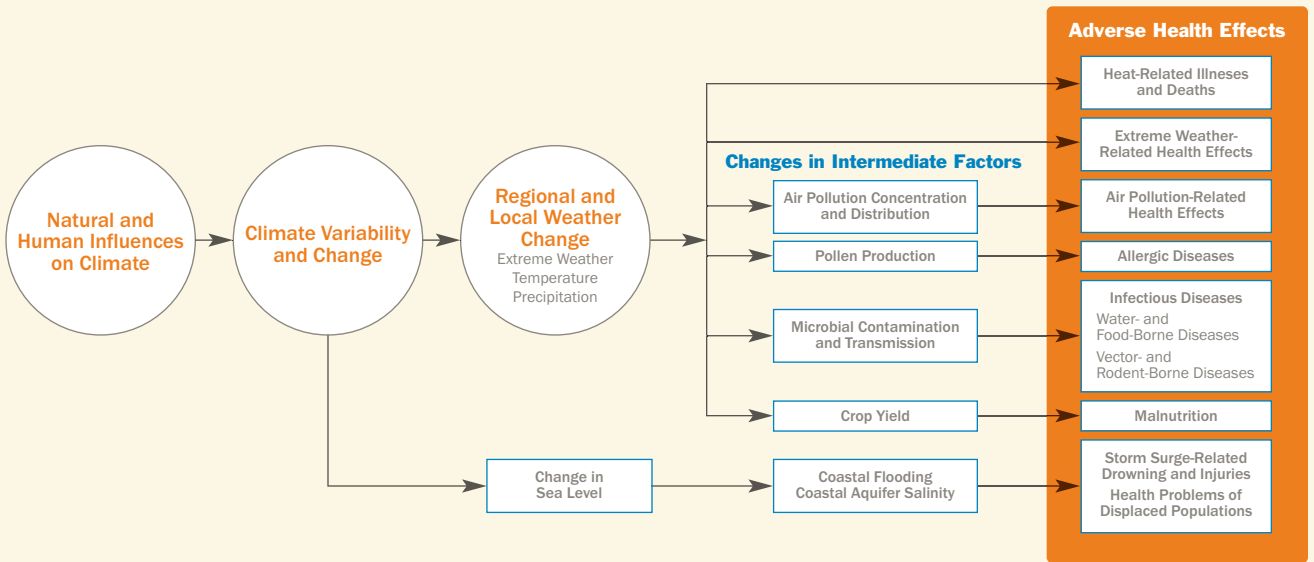 Adverse Health Effects
Natural and
Human Influences
on Climate
Climate Variability
and Change
Regional and
Local Weather
Change
Extreme Weather
Temperature
Precipitation
Changes in Intermediate Factors
Air Pollution Concentration
and Distribution
Pollen Production
Microbial Contamination
and Transmission
Crop Yield
Change in
Sea Level
Coastal Flooding
Coastal Aquifer Salinity
Heat-Related Illneses
and Deaths
Extreme Weather-
Related Health Effects
Air Pollution-Related
Health Effects
Allergic Diseases
Infectious Diseases
Water- and
Food-Borne Diseases
Vector- and
Rodent-Borne Diseases
Malnutrition
Storm Surge-Related
Drowning and Injuries
Health Problems of
Displaced Populations